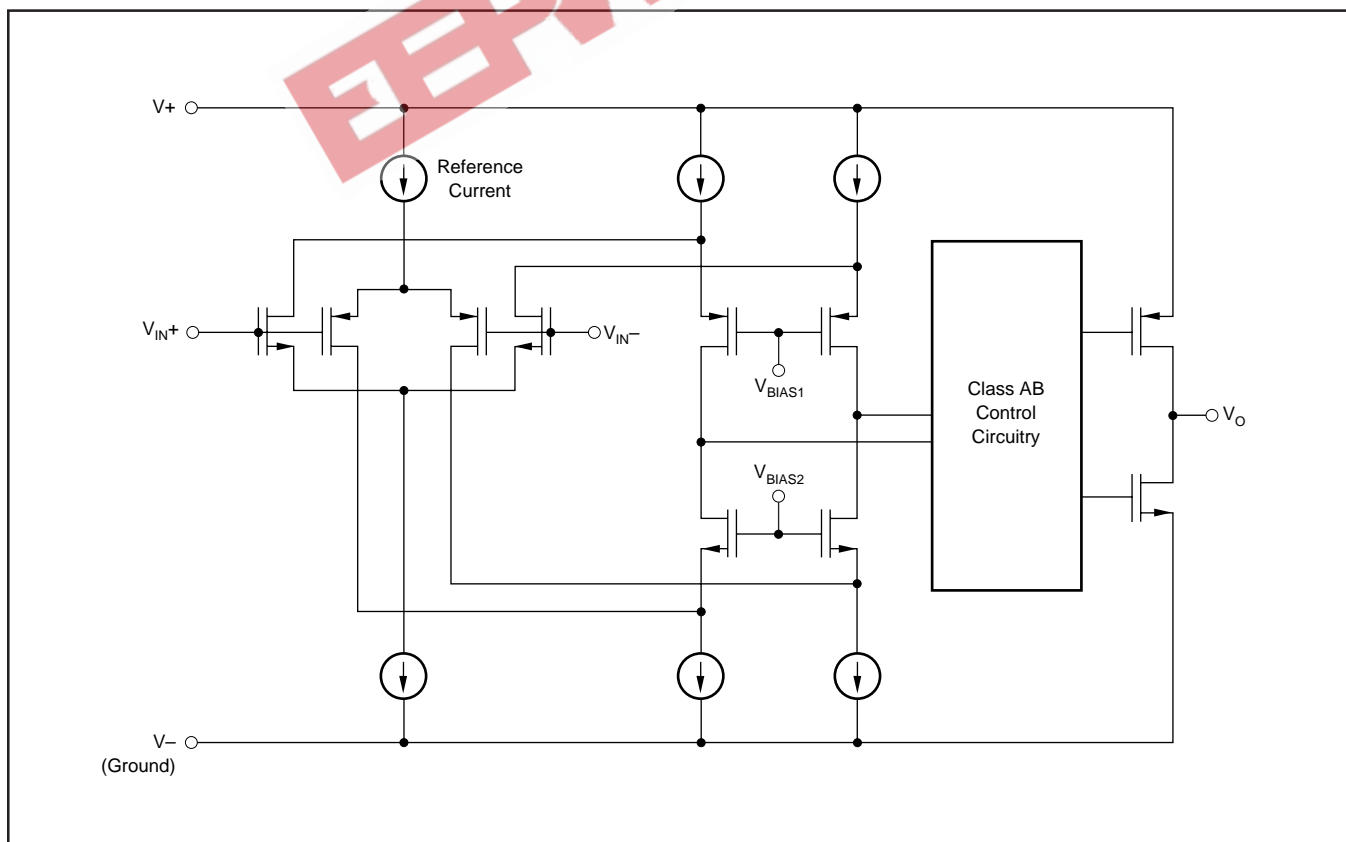 V+
Reference
Current
VIN+
VIN–
VBIAS1
Class AB
Control
Circuitry
VO
VBIAS2
V–
(Ground)